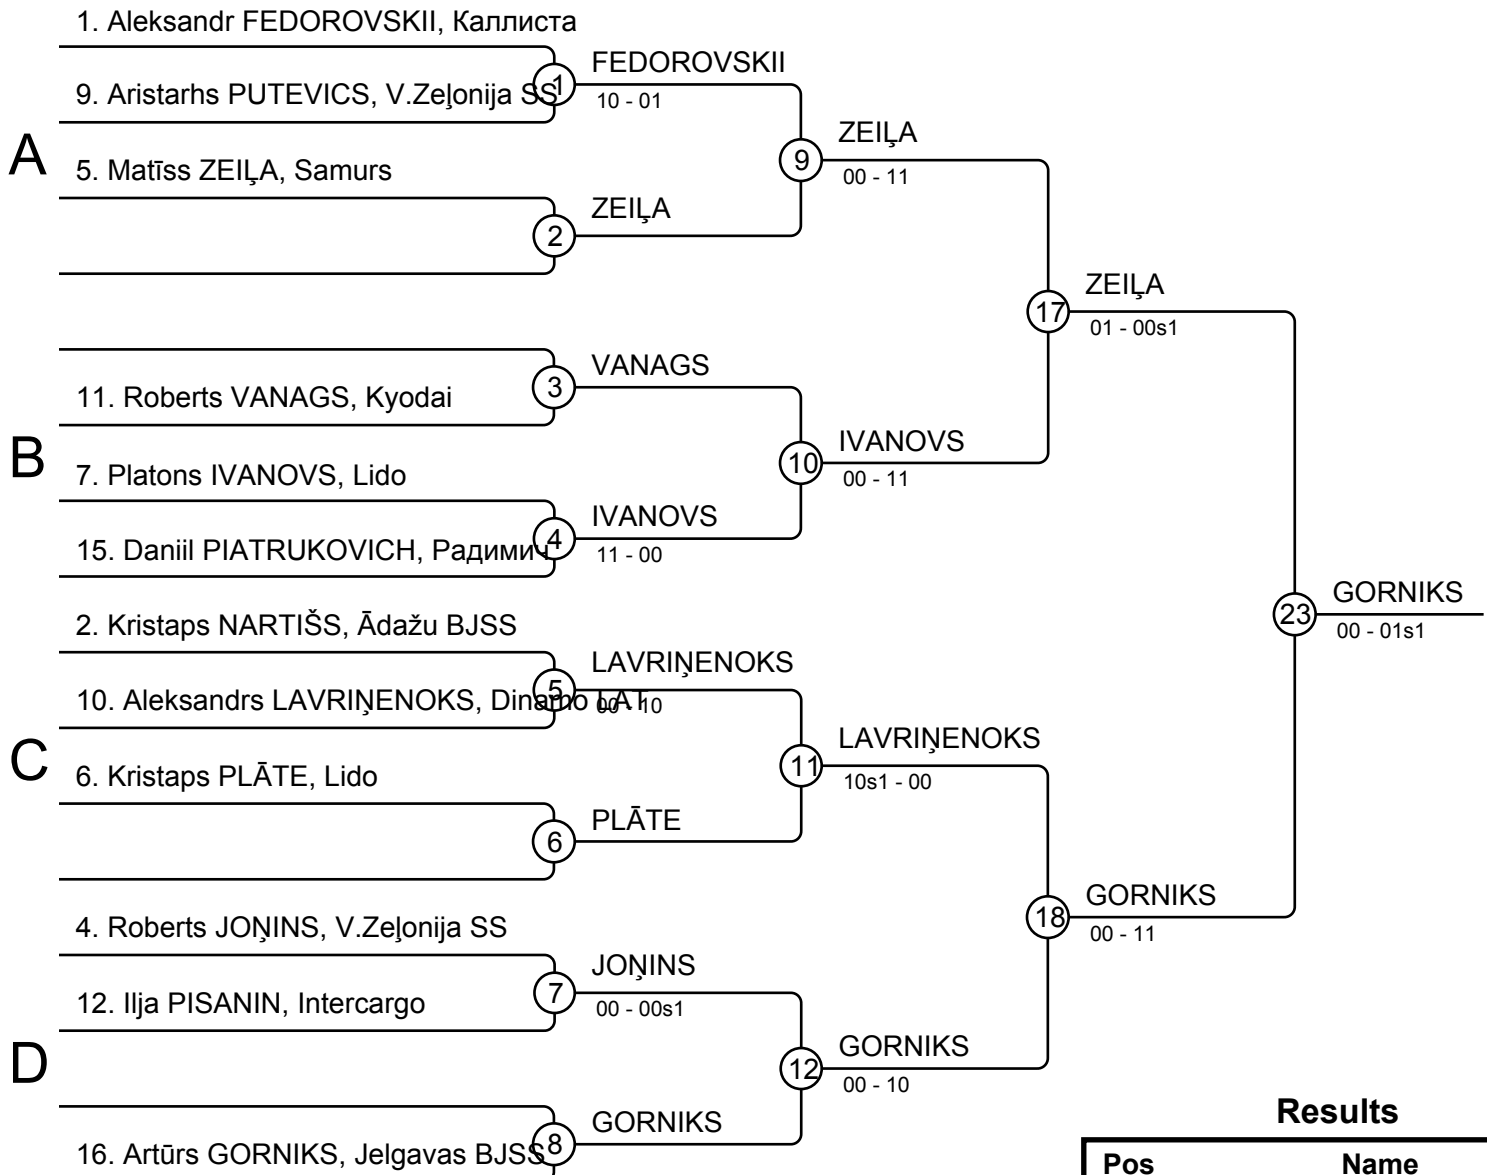 1. Aleksandr FEDOROVSKII, Каллиста
FEDOROVSKII
1
9. Aristarhs PUTEVICS, V.Zeļonija SS
10 - 01
A
ZEIĻA
9
00 - 11
5. Matīss ZEIĻA, Samurs
ZEIĻA
2
ZEIĻA
17
01 - 00s1
VANAGS
3
11. Roberts VANAGS, Kyodai
B
IVANOVS
10
00 - 11
7. Platons IVANOVS, Lido
IVANOVS
4
15. Daniil PIATRUKOVICH, Радимич
11 - 00
GORNIKS
23
00 - 01s1
2. Kristaps NARTIŠS, Ādažu BJSS
LAVRIŅENOKS
5
10. Aleksandrs LAVRIŅENOKS, Dinamo LAT
00 - 10
C
LAVRIŅENOKS
11
10s1 - 00
6. Kristaps PLĀTE, Lido
PLĀTE
6
GORNIKS
18
00 - 11
4. Roberts JOŅINS, V.Zeļonija SS
JOŅINS
7
12. Ilja PISANIN, Intercargo
00 - 00s1
D
GORNIKS
12
00 - 10
GORNIKS
8
16. Artūrs GORNIKS, Jelgavas BJSS
Results
Pos Name